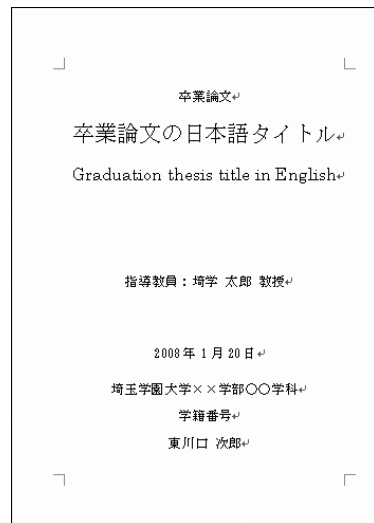 卒業論文
卒業論文の日本語タイトル
Graduation thesis title in English
指導教員：埼学 太郎 教授
2008年1月20日
埼玉学園大学××学部〇〇学科
学籍番号
東川口 次郎